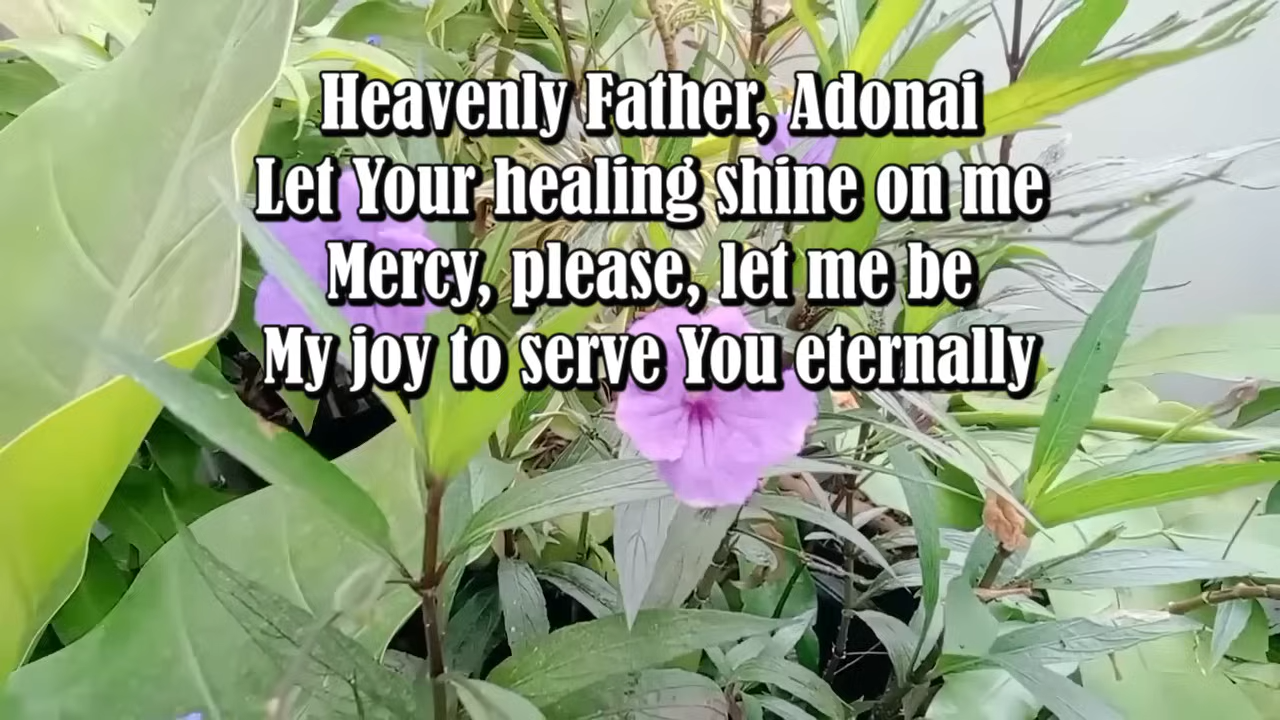 Heavenly Father, Adonai
Let Your healing shine on me
Mercy, please, let me be
My joy to serve You eternally